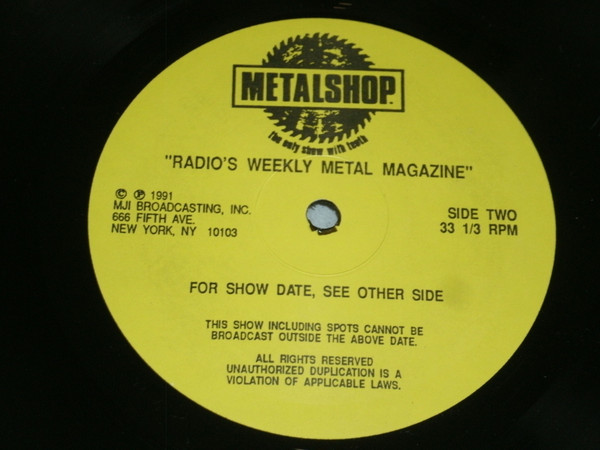 METALSHOP™
The only show with teeth
"RADIO'S WEEKLY METAL MAGAZINE"
© ℗ 1991
MJI BROADCASTING, INC.
666 FIFTH AVE.
NEW YORK, NY 10103
SIDE TWO
33 1/3 RPM
FOR SHOW DATE, SEE OTHER SIDE
THIS SHOW INCLUDING SPOTS CANNOT BE
BROADCAST OUTSIDE THE ABOVE DATE.
ALL RIGHTS RESERVED
UNAUTHORIZED DUPLICATION IS A
VIOLATION OF APPLICABLE LAWS.